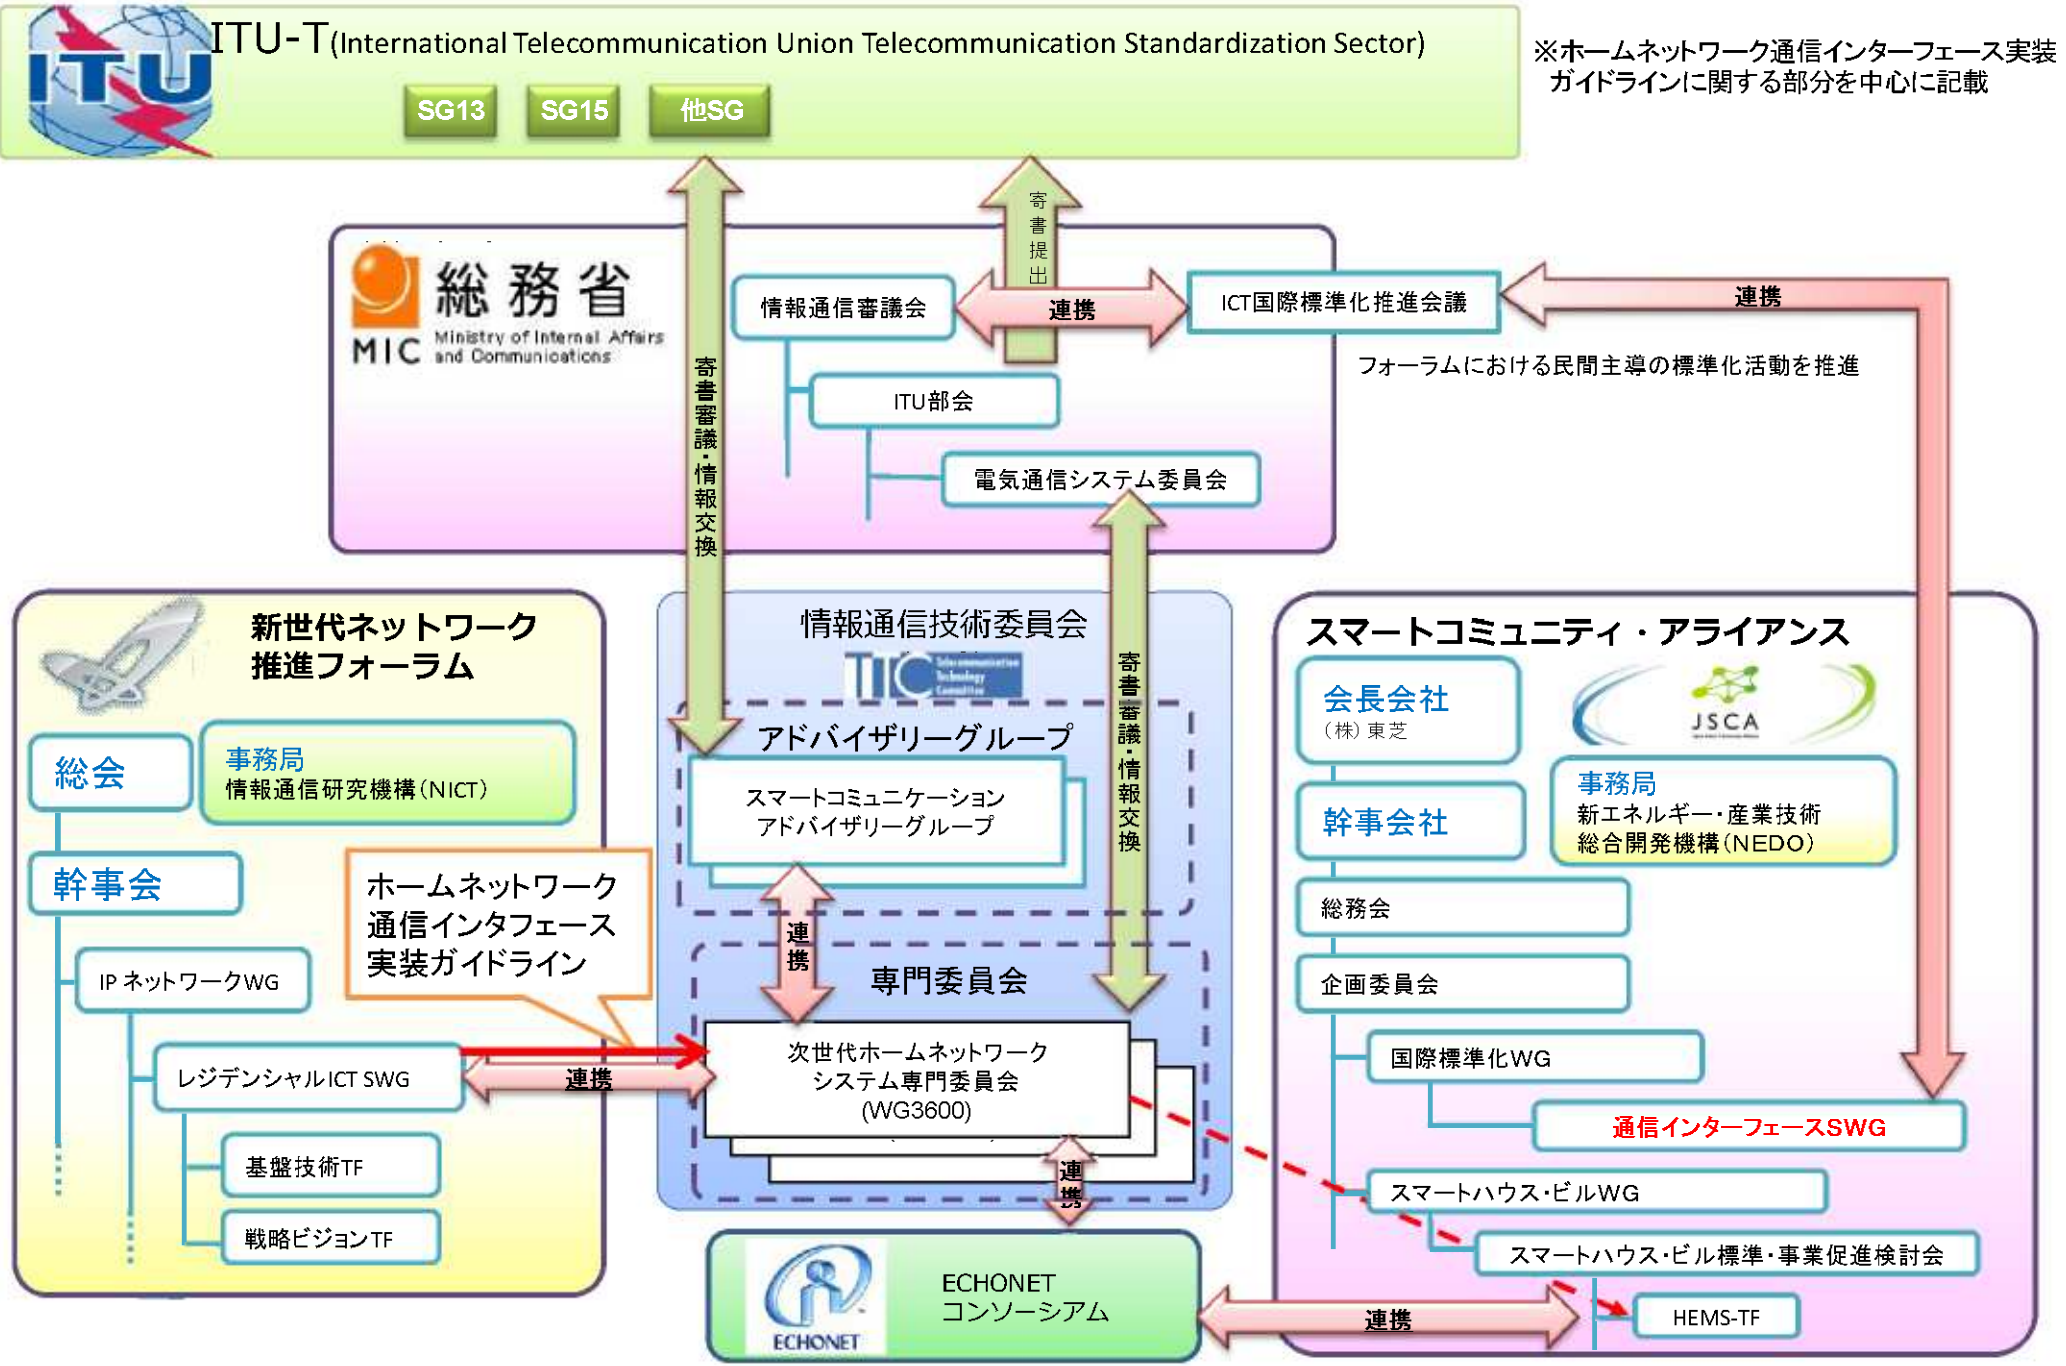 ITU
ITU-T(International Telecommunication Union Telecommunication Standardization Sector)
SG13
SG15
他SG
※ホームネットワーク通信インターフェース実装
ガイドラインに関する部分を中心に記載
総務省
MIC
Ministry of Internal Affairs
and Communications
寄書審議・情報交換
寄書提出
情報通信審議会
連携
ICT国際標準化推進会議
連携
フォーラムにおける民間主導の標準化活動を推進
ITU部会
電気通信システム委員会
新世代ネットワーク
推進フォーラム
総会
事務局
情報通信研究機構(NICT)
幹事会
IP ネットワークWG
レジデンシャルICT SWG
基盤技術TF
戦略ビジョンTF
ホームネットワーク
通信インタフェース
実装ガイドライン
連携
情報通信技術委員会
TTC
Telecommunication
Technology
Committee
寄書審議・情報交換
アドバイザリーグループ
スマートコミュニケーション
アドバイザリーグループ
連携
専門委員会
次世代ホームネットワーク
システム専門委員会
(WG3600)
連携
ECHONET
ECHONET
コンソーシアム
連携
スマートコミュニティ・アライアンス
会長会社
(株)東芝
JSCA
幹事会社
事務局
新エネルギー・産業技術
総合開発機構(NEDO)
総務会
企画委員会
国際標準化WG
通信インターフェースSWG
スマートハウス・ビルWG
スマートハウス・ビル標準・事業促進検討会
HEMS-TF